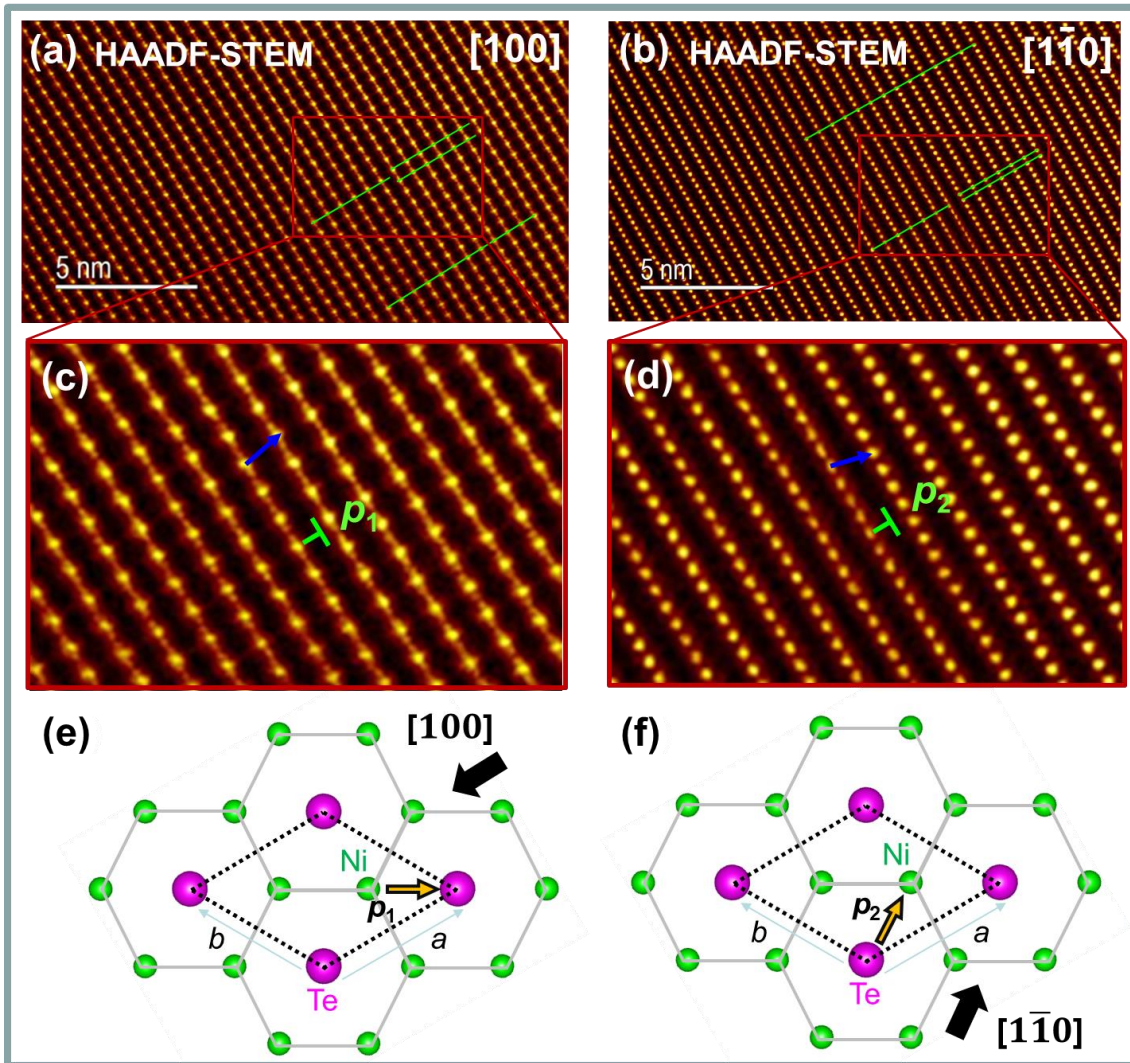 (a) HAADF-STEM [100]
5 nm
(b) HAADF-STEM [11̄0]
5 nm
(c)
p1
(d)
p2
(e)
[100]
Ni
p1
b
a
Te
(f)
Ni
p2
b
a
Te
[11̄0]